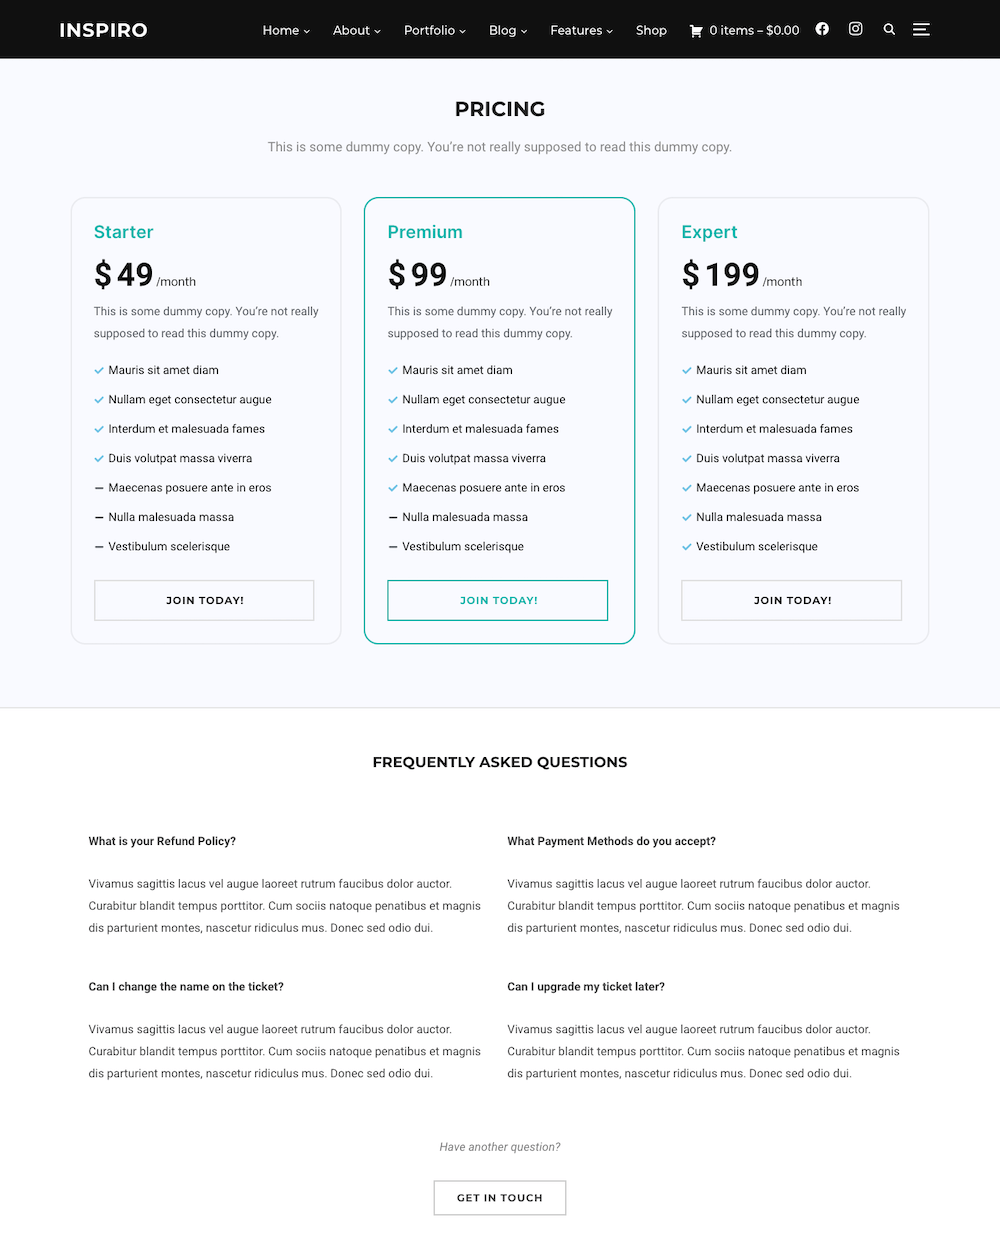 INSPIRO
Home About Portfolio Blog Features Shop 0 items – $0.00
PRICING
This is some dummy copy. You're not really supposed to read this dummy copy.
Starter
$ 49 /month
This is some dummy copy. You're not really
supposed to read this dummy copy.
Mauris sit amet diam
Nullam eget consectetur augue
Interdum et malesuada fames
Duis volutpat massa viverra
Maecenas posuere ante in eros
Nulla malesuada massa
Vestibulum scelerisque
JOIN TODAY!
Premium
$ 99 /month
This is some dummy copy. You're not really
supposed to read this dummy copy.
Mauris sit amet diam
Nullam eget consectetur augue
Interdum et malesuada fames
Duis volutpat massa viverra
Maecenas posuere ante in eros
Nulla malesuada massa
Vestibulum scelerisque
JOIN TODAY!
Expert
$ 199 /month
This is some dummy copy. You're not really
supposed to read this dummy copy.
Mauris sit amet diam
Nullam eget consectetur augue
Interdum et malesuada fames
Duis volutpat massa viverra
Maecenas posuere ante in eros
Nulla malesuada massa
Vestibulum scelerisque
JOIN TODAY!
FREQUENTLY ASKED QUESTIONS
What is your Refund Policy?
Vivamus sagittis lacus vel augue laoreet rutrum faucibus dolor auctor.
Curabitur blandit tempus porttitor. Cum sociis natoque penatibus et magnis
dis parturient montes, nascetur ridiculus mus. Donec sed odio dui.
What Payment Methods do you accept?
Vivamus sagittis lacus vel augue laoreet rutrum faucibus dolor auctor.
Curabitur blandit tempus porttitor. Cum sociis natoque penatibus et magnis
dis parturient montes, nascetur ridiculus mus. Donec sed odio dui.
Can I change the name on the ticket?
Vivamus sagittis lacus vel augue laoreet rutrum faucibus dolor auctor.
Curabitur blandit tempus porttitor. Cum sociis natoque penatibus et magnis
dis parturient montes, nascetur ridiculus mus. Donec sed odio dui.
Can I upgrade my ticket later?
Vivamus sagittis lacus vel augue laoreet rutrum faucibus dolor auctor.
Curabitur blandit tempus porttitor. Cum sociis natoque penatibus et magnis
dis parturient montes, nascetur ridiculus mus. Donec sed odio dui.
Have another question?
GET IN TOUCH